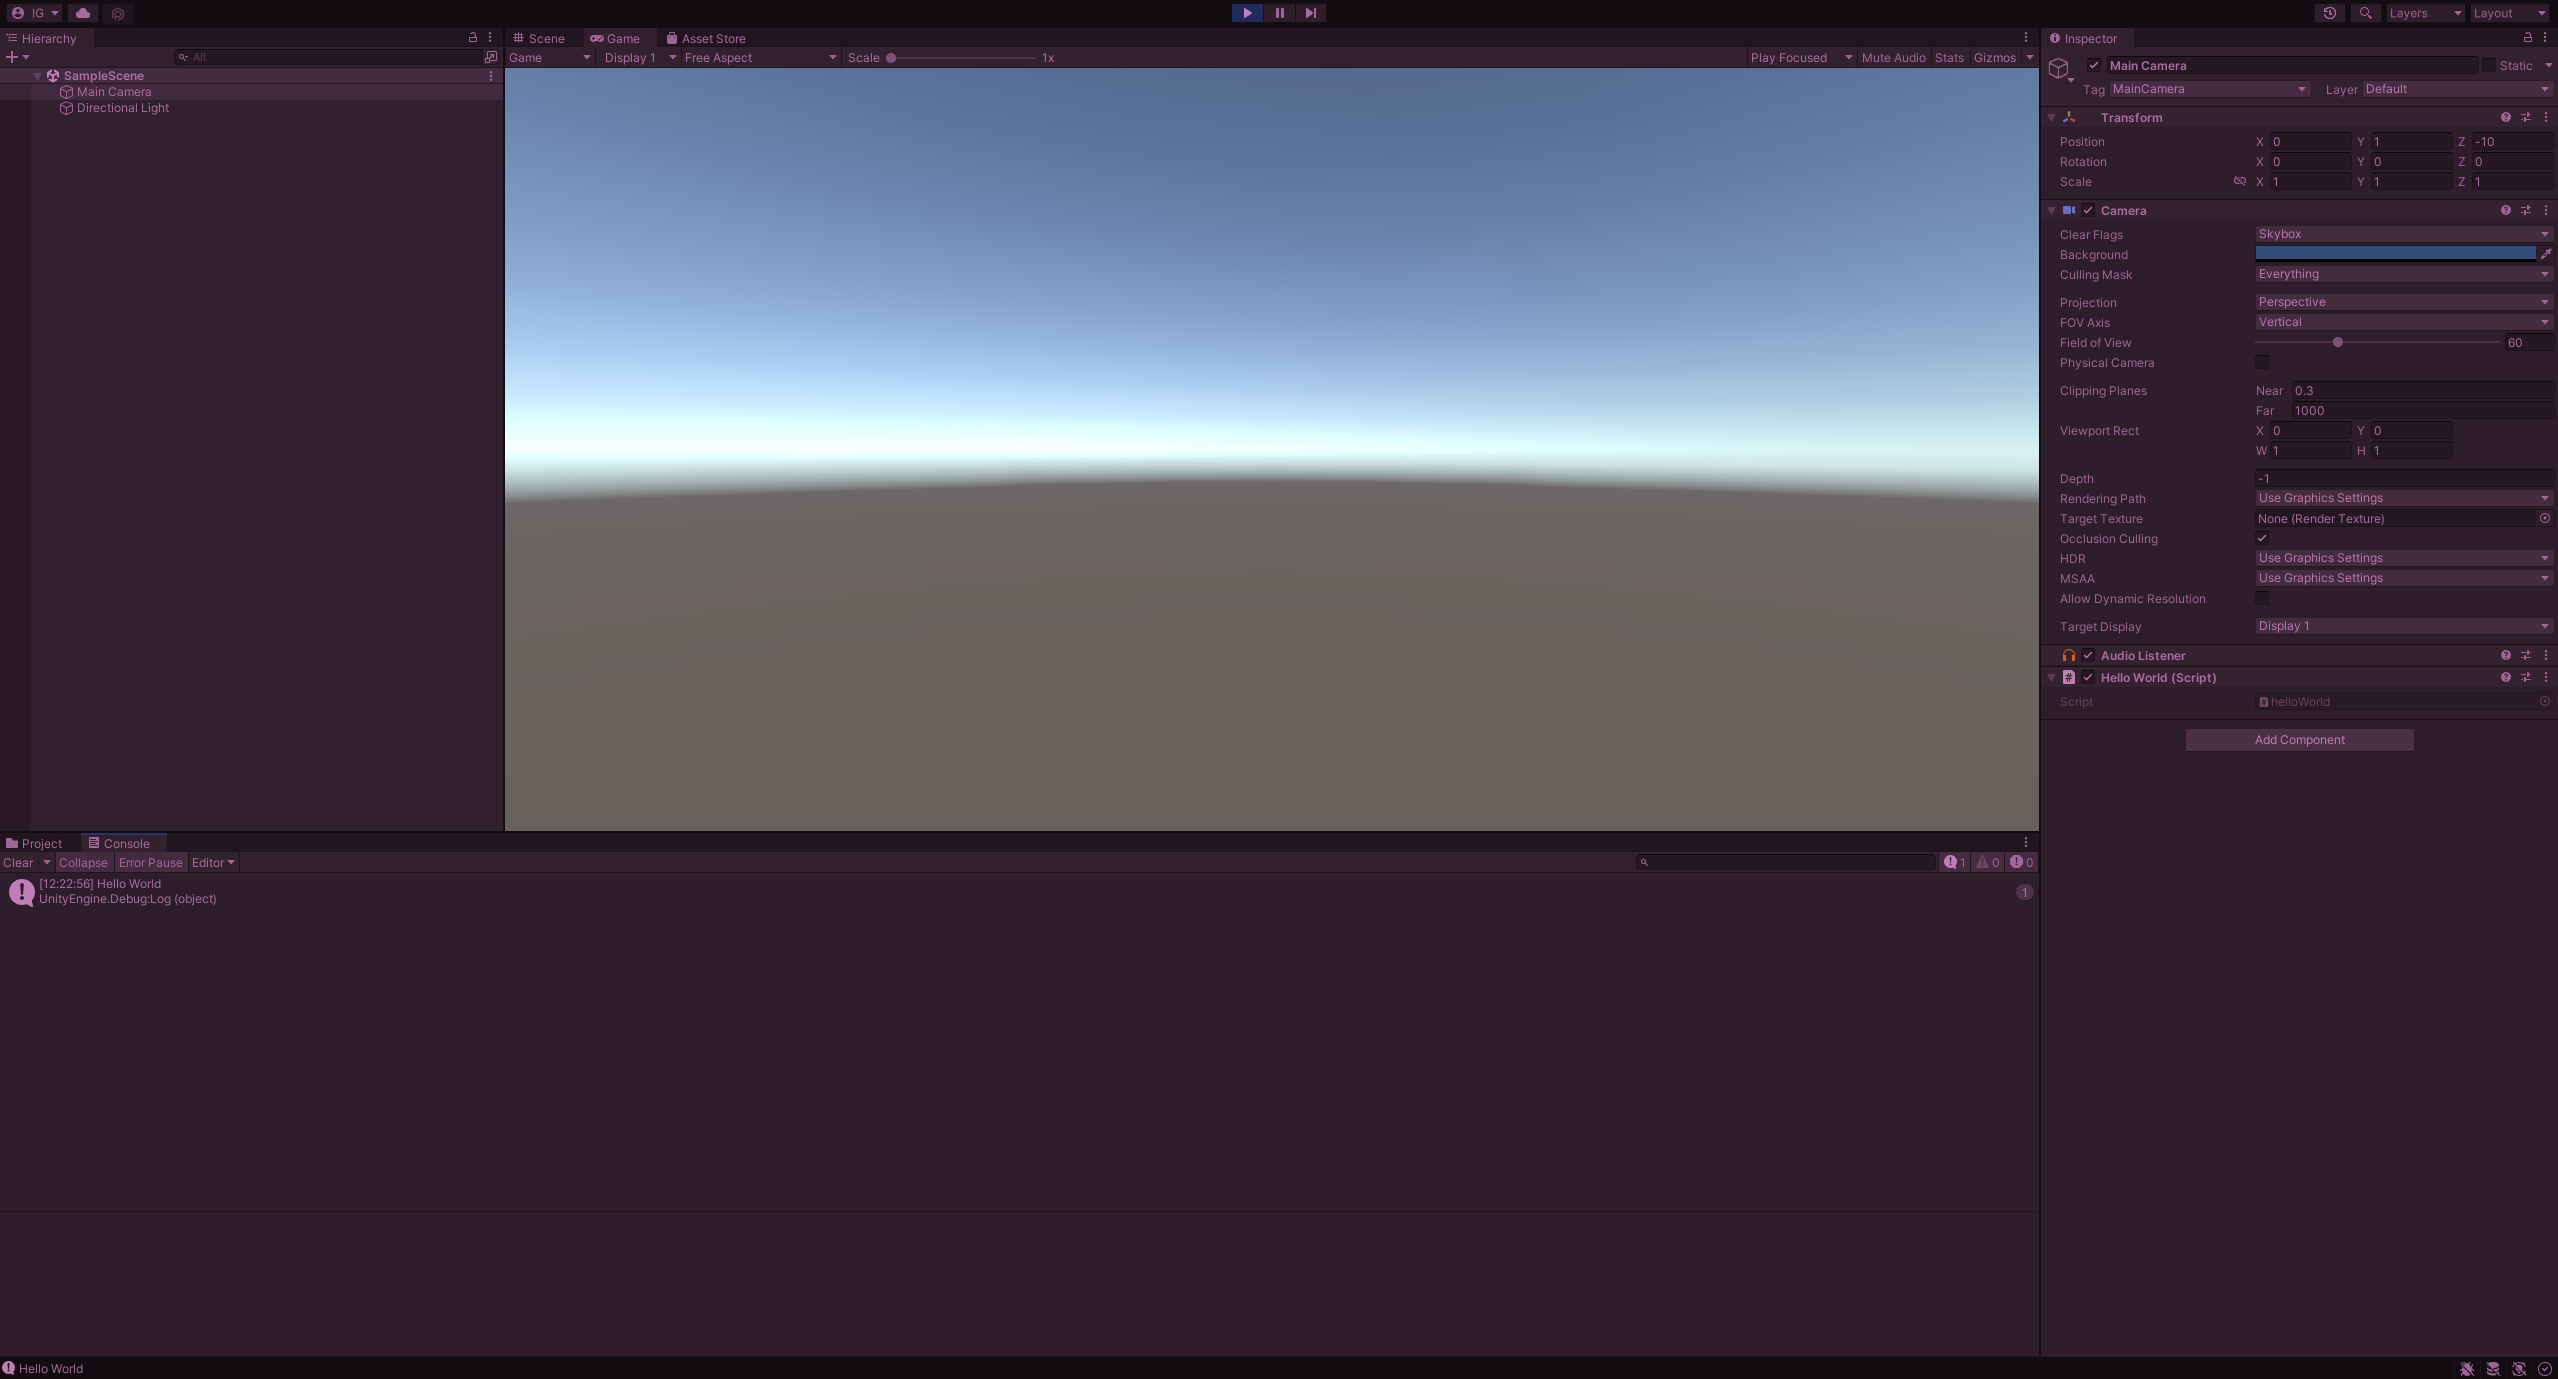 IG
Layers
Layout
Hierarchy
All
SampleScene
Main Camera
Directional Light
Scene
Game
Asset Store
Game
Display 1
Free Aspect
Scale
1x
Play Focused
Mute Audio
Stats
Gizmos
Inspector
Main Camera
Static
Tag MainCamera
Layer Default
Transform
Position X 0 Y 1 Z -10
Rotation X 0 Y 0 Z 0
Scale X 1 Y 1 Z 1
Camera
Clear Flags Skybox
Background
Culling Mask Everything
Projection Perspective
FOV Axis Vertical
Field of View 60
Physical Camera
Clipping Planes Near 0.3
Far 1000
Viewport Rect X 0 Y 0
W 1 H 1
Depth -1
Rendering Path Use Graphics Settings
Target Texture None (Render Texture)
Occlusion Culling
HDR Use Graphics Settings
MSAA Use Graphics Settings
Allow Dynamic Resolution
Target Display Display 1
Audio Listener
# Hello World (Script)
Script helloWorld
Add Component
Project
Console
Clear
Collapse
Error Pause
Editor
1 0 0
[12:22:56] Hello World
UnityEngine.Debug:Log (object)
1
Hello World